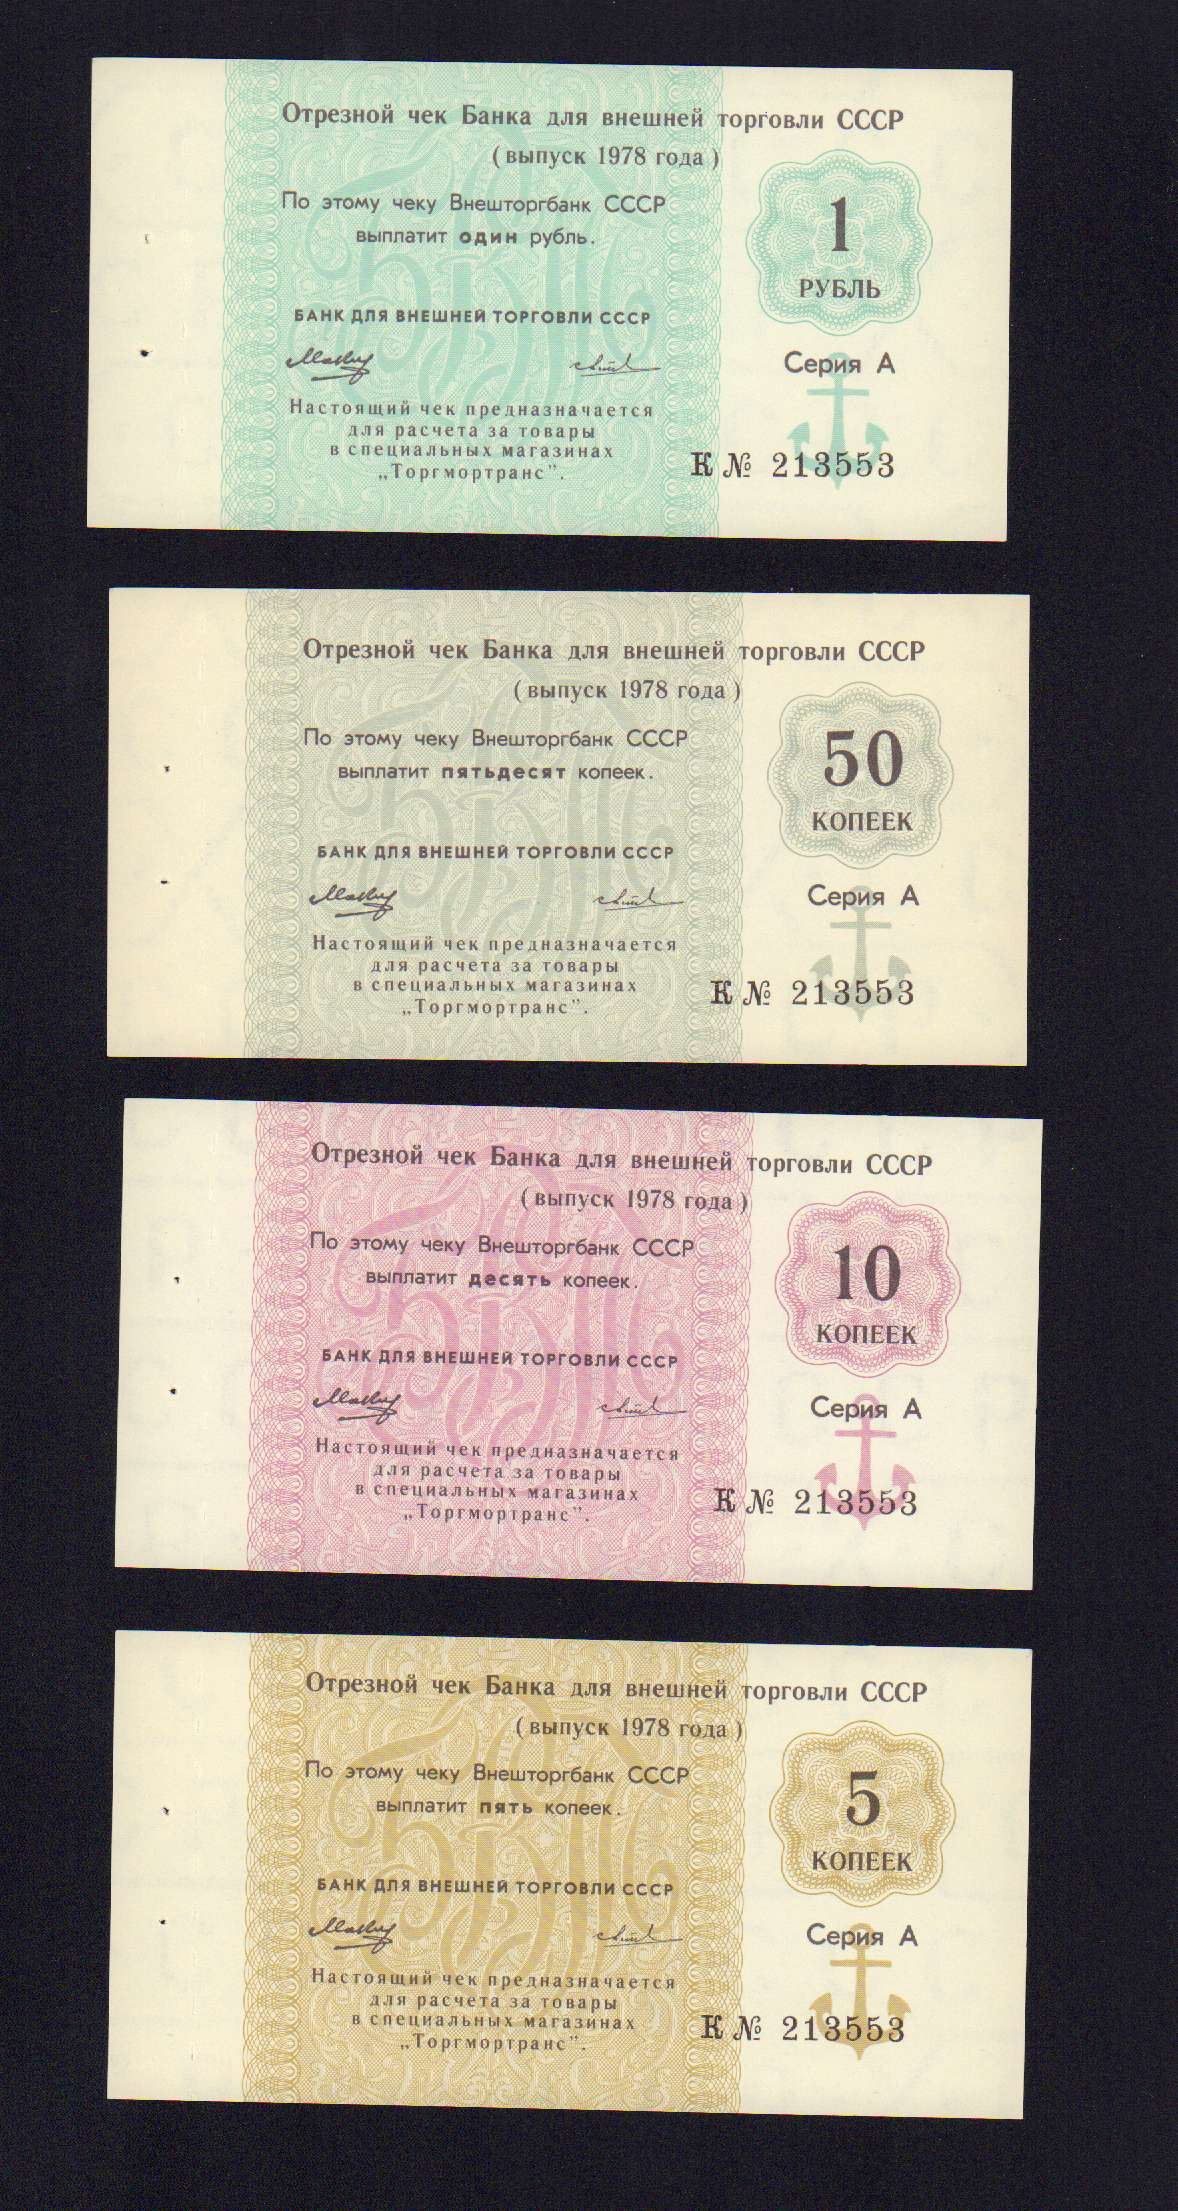 Отрезной чек Банка для внешней торговли СССР
(выпуск 1978 года)
По этому чеку Внешторгбанк СССР
выплатит один рубль.
1
РУБЛЬ
БАНК ДЛЯ ВНЕШНЕЙ ТОРГОВЛИ СССР
Серия А
Настоящий чек предназначается
для расчета за товары
в специальных магазинах
„Торгмортранс".
К № 213553
Отрезной чек Банка для внешней торговли СССР
(выпуск 1978 года)
По этому чеку Внешторгбанк СССР
выплатит пятьдесят копеек.
50
КОПЕЕК
БАНК ДЛЯ ВНЕШНЕЙ ТОРГОВЛИ СССР
Серия А
Настоящий чек предназначается
для расчета за товары
в специальных магазинах
„Торгмортранс".
К № 213553
Отрезной чек Банка для внешней торговли СССР
(выпуск 1978 года)
По этому чеку Внешторгбанк СССР
выплатит десять копеек.
10
КОПЕЕК
БАНК ДЛЯ ВНЕШНЕЙ ТОРГОВЛИ СССР
Серия А
Настоящий чек предназначается
для расчета за товары
в специальных магазинах
„Торгмортранс".
К № 213553
Отрезной чек Банка для внешней торговли СССР
(выпуск 1978 года)
По этому чеку Внешторгбанк СССР
выплатит пять копеек.
5
КОПЕЕК
БАНК ДЛЯ ВНЕШНЕЙ ТОРГОВЛИ СССР
Серия А
Настоящий чек предназначается
для расчета за товары
в специальных магазинах
„Торгмортранс".
К № 213553